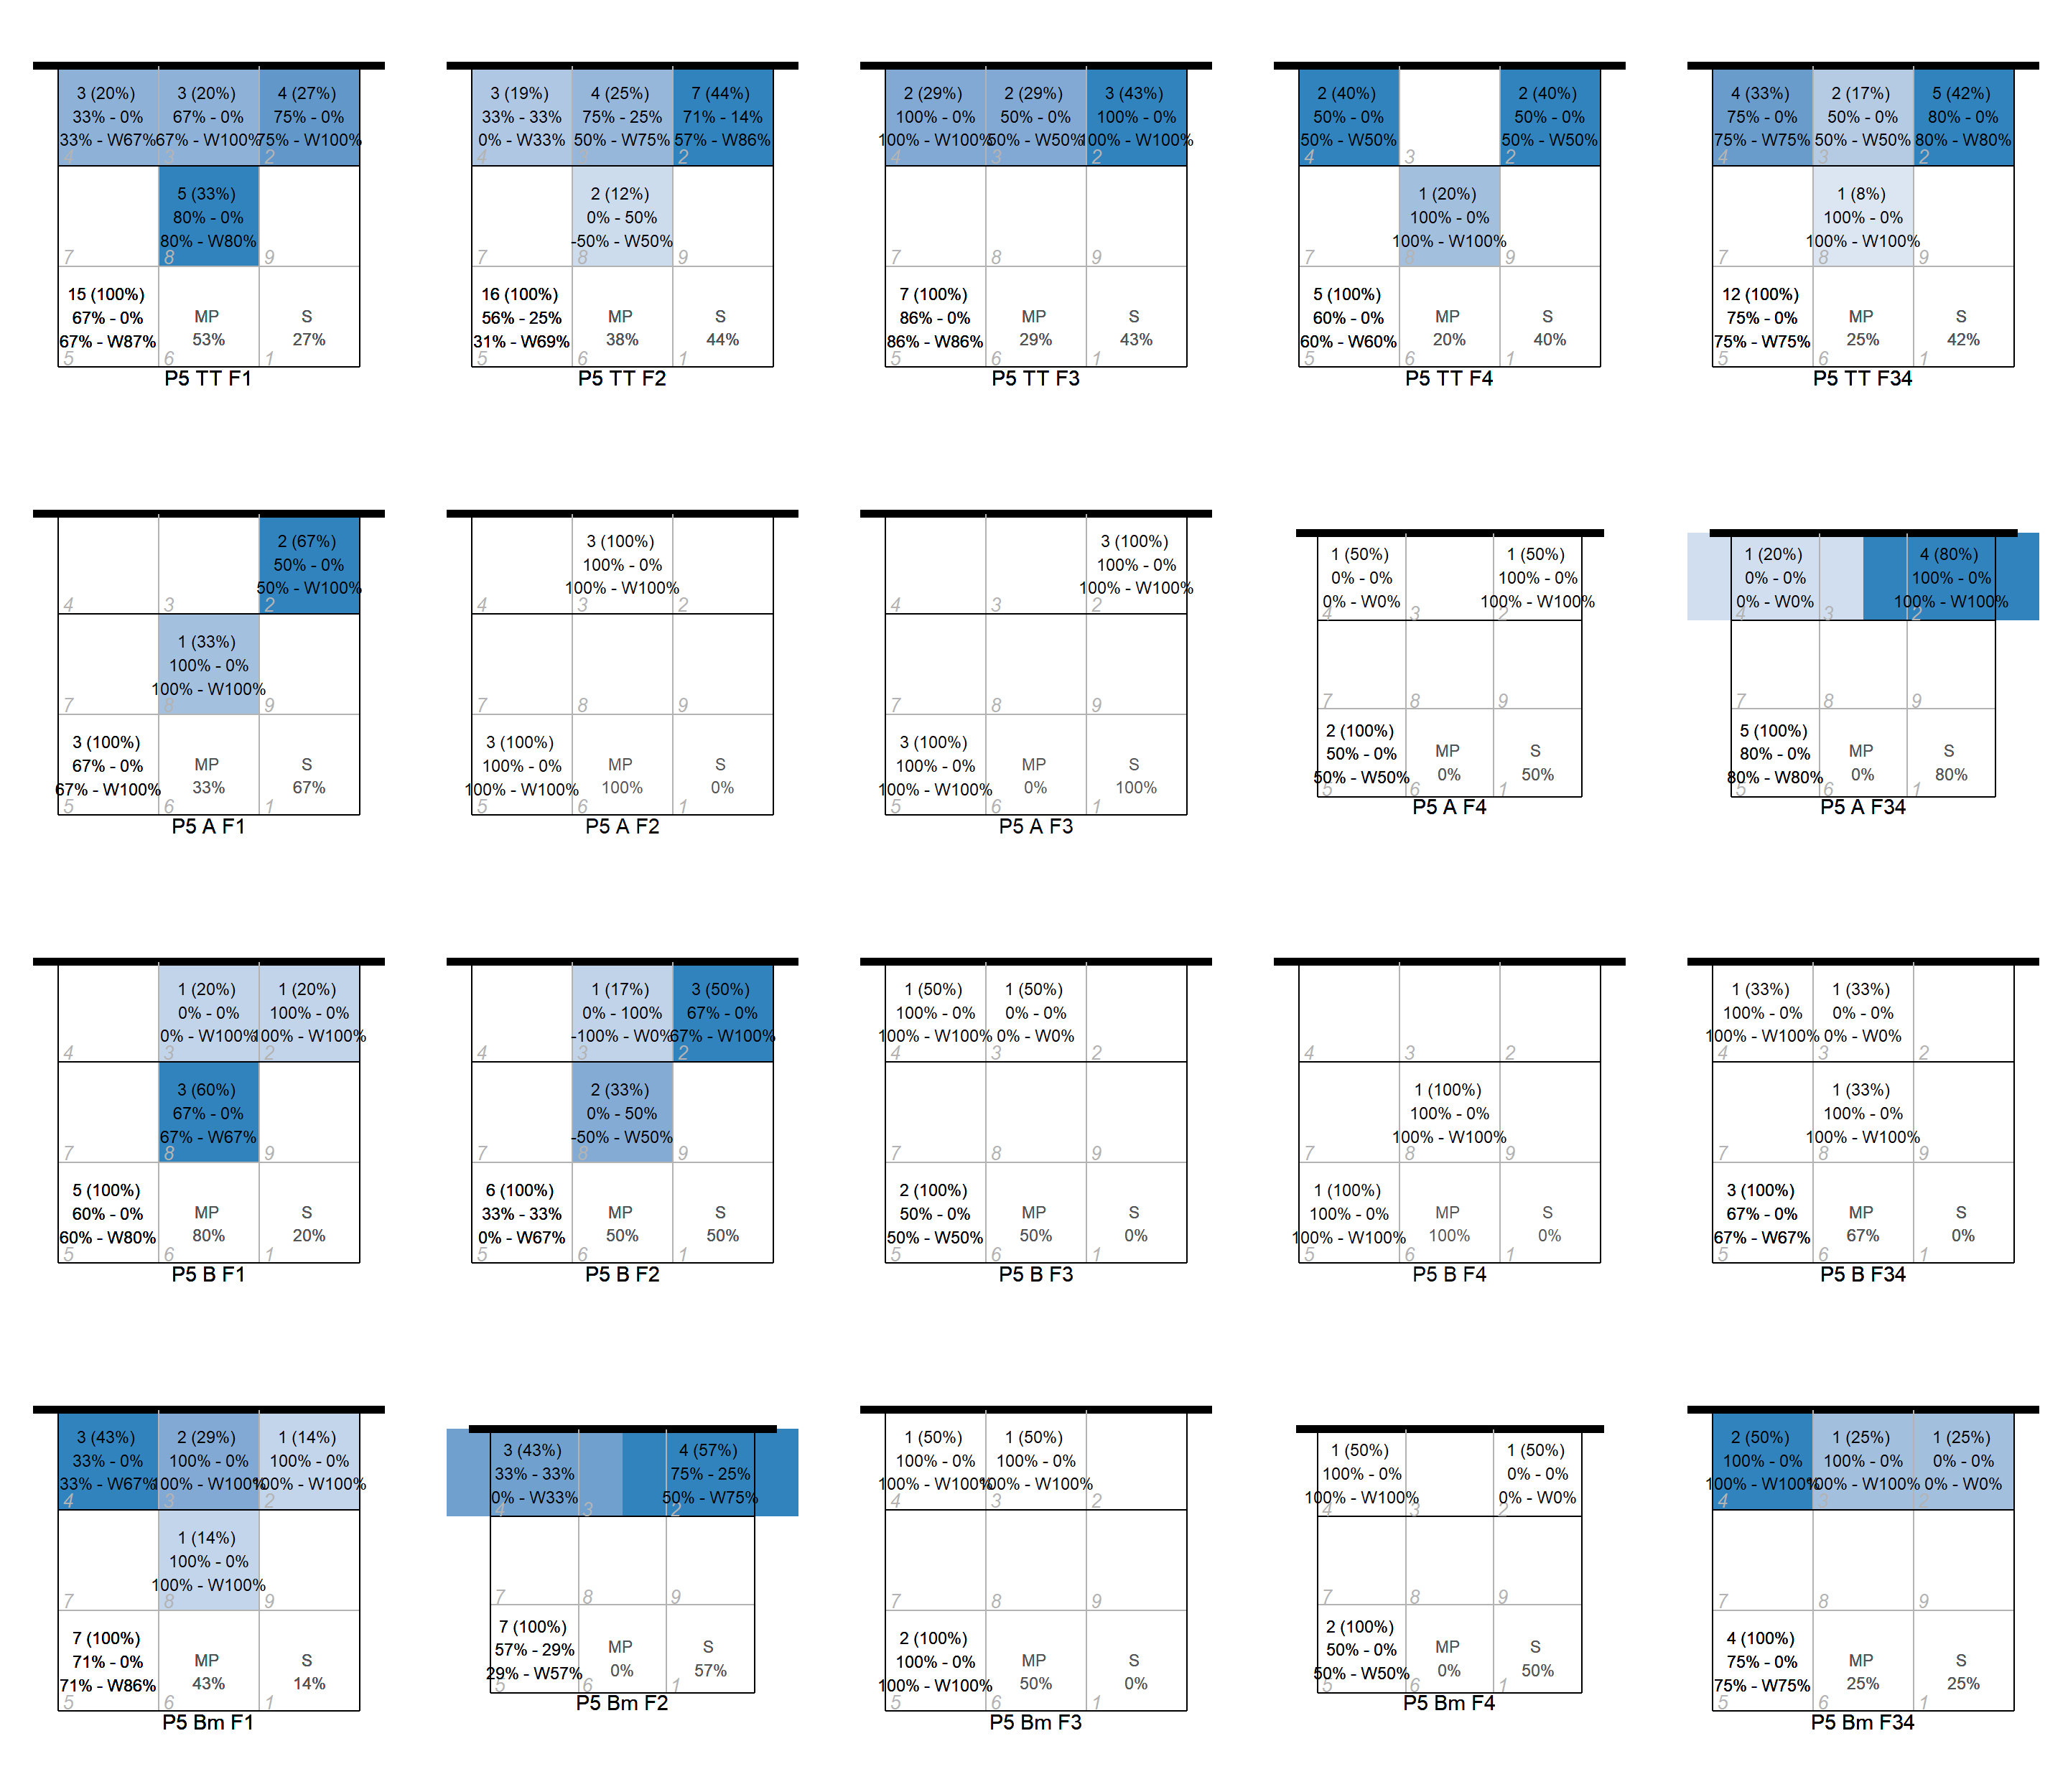 3 (20%)
33% - 0%
33% - W67%
4
3 (20%)
67% - 0%
67% - W100%
3
4 (27%)
75% - 0%
75% - W100%
2
7
5 (33%)
80% - 0%
80% - W80%
8
9
15 (100%)
67% - 0%
67% - W87%
5
MP
53%
6
S
27%
1
P5 TT F1
3 (19%)
33% - 33%
0% - W33%
4
4 (25%)
75% - 25%
50% - W75%
3
7 (44%)
71% - 14%
57% - W86%
2
7
2 (12%)
0% - 50%
-50% - W50%
8
9
16 (100%)
56% - 25%
31% - W69%
5
MP
38%
6
S
44%
1
P5 TT F2
2 (29%)
100% - 0%
100% - W100%
4
2 (29%)
50% - 0%
50% - W50%
3
3 (43%)
100% - 0%
100% - W100%
2
7
8
9
7 (100%)
86% - 0%
86% - W86%
5
MP
29%
6
S
43%
1
P5 TT F3
2 (40%)
50% - 0%
50% - W50%
4
3
2 (40%)
50% - 0%
50% - W50%
2
7
1 (20%)
100% - 0%
100% - W100%
8
9
5 (100%)
60% - 0%
60% - W60%
5
MP
20%
6
S
40%
1
P5 TT F4
4 (33%)
75% - 0%
75% - W75%
4
2 (17%)
50% - 0%
50% - W50%
3
5 (42%)
80% - 0%
80% - W80%
2
7
1 (8%)
100% - 0%
100% - W100%
8
9
12 (100%)
75% - 0%
75% - W75%
5
MP
25%
6
S
42%
1
P5 TT F34
4
3
2 (67%)
50% - 0%
50% - W100%
2
7
1 (33%)
100% - 0%
100% - W100%
8
9
3 (100%)
67% - 0%
67% - W100%
5
MP
33%
6
S
67%
1
P5 A F1
4
3 (100%)
100% - 0%
100% - W100%
3
2
7
8
9
3 (100%)
100% - 0%
100% - W100%
5
MP
100%
6
S
0%
1
P5 A F2
4
3
3 (100%)
100% - 0%
100% - W100%
2
7
8
9
3 (100%)
100% - 0%
100% - W100%
5
MP
0%
6
S
100%
1
P5 A F3
1 (50%)
0% - 0%
0% - W0%
4
3
1 (50%)
100% - 0%
100% - W100%
2
7
8
9
2 (100%)
50% - 0%
50% - W50%
5
MP
0%
6
S
50%
1
P5 A F4
1 (20%)
0% - 0%
0% - W0%
4
3
4 (80%)
100% - 0%
100% - W100%
2
7
8
9
5 (100%)
80% - 0%
80% - W80%
5
MP
0%
6
S
80%
1
P5 A F34
4
1 (20%)
0% - 0%
0% - W100%
3
1 (20%)
100% - 0%
100% - W100%
2
7
3 (60%)
67% - 0%
67% - W67%
8
9
5 (100%)
60% - 0%
60% - W80%
5
MP
80%
6
S
20%
1
P5 B F1
4
1 (17%)
0% - 100%
-100% - W0%
3
3 (50%)
67% - 0%
67% - W100%
2
7
2 (33%)
0% - 50%
-50% - W50%
8
9
6 (100%)
33% - 33%
0% - W67%
5
MP
50%
6
S
50%
1
P5 B F2
1 (50%)
100% - 0%
100% - W100%
4
1 (50%)
0% - 0%
0% - W0%
3
2
7
8
9
2 (100%)
50% - 0%
50% - W50%
5
MP
50%
6
S
0%
1
P5 B F3
4
3
2
7
1 (100%)
100% - 0%
100% - W100%
8
9
1 (100%)
100% - 0%
100% - W100%
5
MP
100%
6
S
0%
1
P5 B F4
1 (33%)
100% - 0%
100% - W100%
4
1 (33%)
0% - 0%
0% - W0%
3
2
7
1 (33%)
100% - 0%
100% - W100%
8
9
3 (100%)
67% - 0%
67% - W67%
5
MP
67%
6
S
0%
1
P5 B F34
3 (43%)
33% - 0%
33% - W67%
4
2 (29%)
100% - 0%
100% - W100%
3
1 (14%)
100% - 0%
100% - W100%
2
7
1 (14%)
100% - 0%
100% - W100%
8
9
7 (100%)
71% - 0%
71% - W86%
5
MP
43%
6
S
14%
1
P5 Bm F1
3 (43%)
33% - 33%
0% - W33%
4
3
4 (57%)
75% - 25%
50% - W75%
2
7
8
9
7 (100%)
57% - 29%
29% - W57%
5
MP
0%
6
S
57%
1
P5 Bm F2
1 (50%)
100% - 0%
100% - W100%
4
1 (50%)
100% - 0%
100% - W100%
3
2
7
8
9
2 (100%)
100% - 0%
100% - W100%
5
MP
50%
6
S
0%
1
P5 Bm F3
1 (50%)
100% - 0%
100% - W100%
4
3
1 (50%)
0% - 0%
0% - W0%
2
7
8
9
2 (100%)
50% - 0%
50% - W50%
5
MP
0%
6
S
50%
1
P5 Bm F4
2 (50%)
100% - 0%
100% - W100%
4
1 (25%)
100% - 0%
100% - W100%
3
1 (25%)
0% - 0%
0% - W0%
2
7
8
9
4 (100%)
75% - 0%
75% - W75%
5
MP
25%
6
S
25%
1
P5 Bm F34